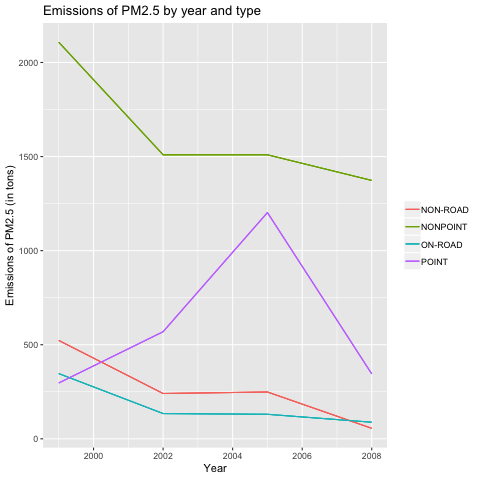 Emissions of PM2.5 by year and type
Emissions of PM2.5 (in tons)
2000
1500
1000
500
0
2000 2002 2004 2006 2008
Year
NON-ROAD
NONPOINT
ON-ROAD
POINT